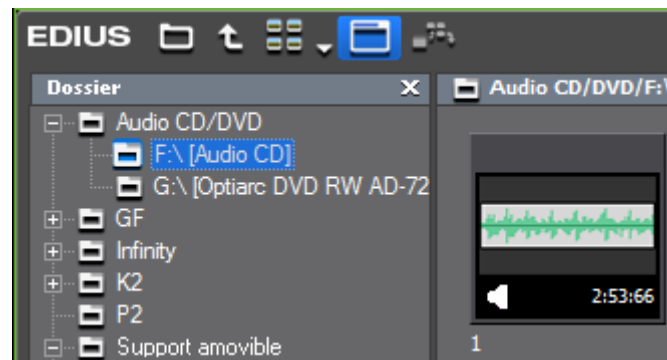 EDIUS
Dossier
Audio CD/DVD
F:\ [Audio CD]
G:\ [Optiarc DVD RW AD-72
GF
Infinity
K2
P2
Support amovible
Audio CD/DVD/F:\
2:53:66
1